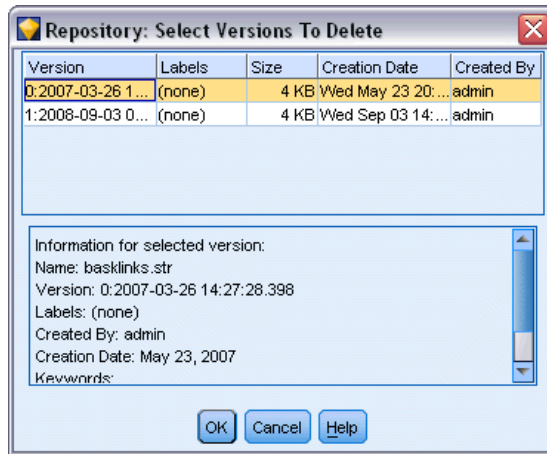 Repository: Select Versions To Delete
Version Labels Size Creation Date Created By
0:2007-03-26 1... (none) 4 KB Wed May 23 20:... admin
1:2008-09-03 0... (none) 4 KB Wed Sep 03 14:... admin
Information for selected version:
Name: basklinks.str
Version: 0:2007-03-26 14:27:28.398
Labels: (none)
Created By: admin
Creation Date: May 23, 2007
Keywords:
OK Cancel Help